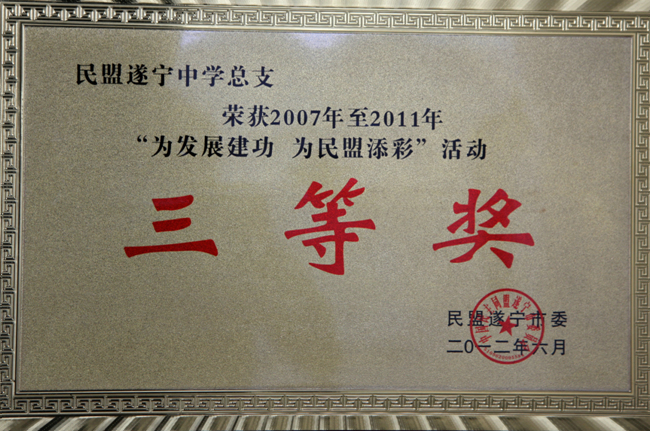 民盟遂宁中学总支
荣获2007年至2011年
“为发展建功 为民盟添彩”活动
三等奖
民盟遂宁市委
二0一二年六月